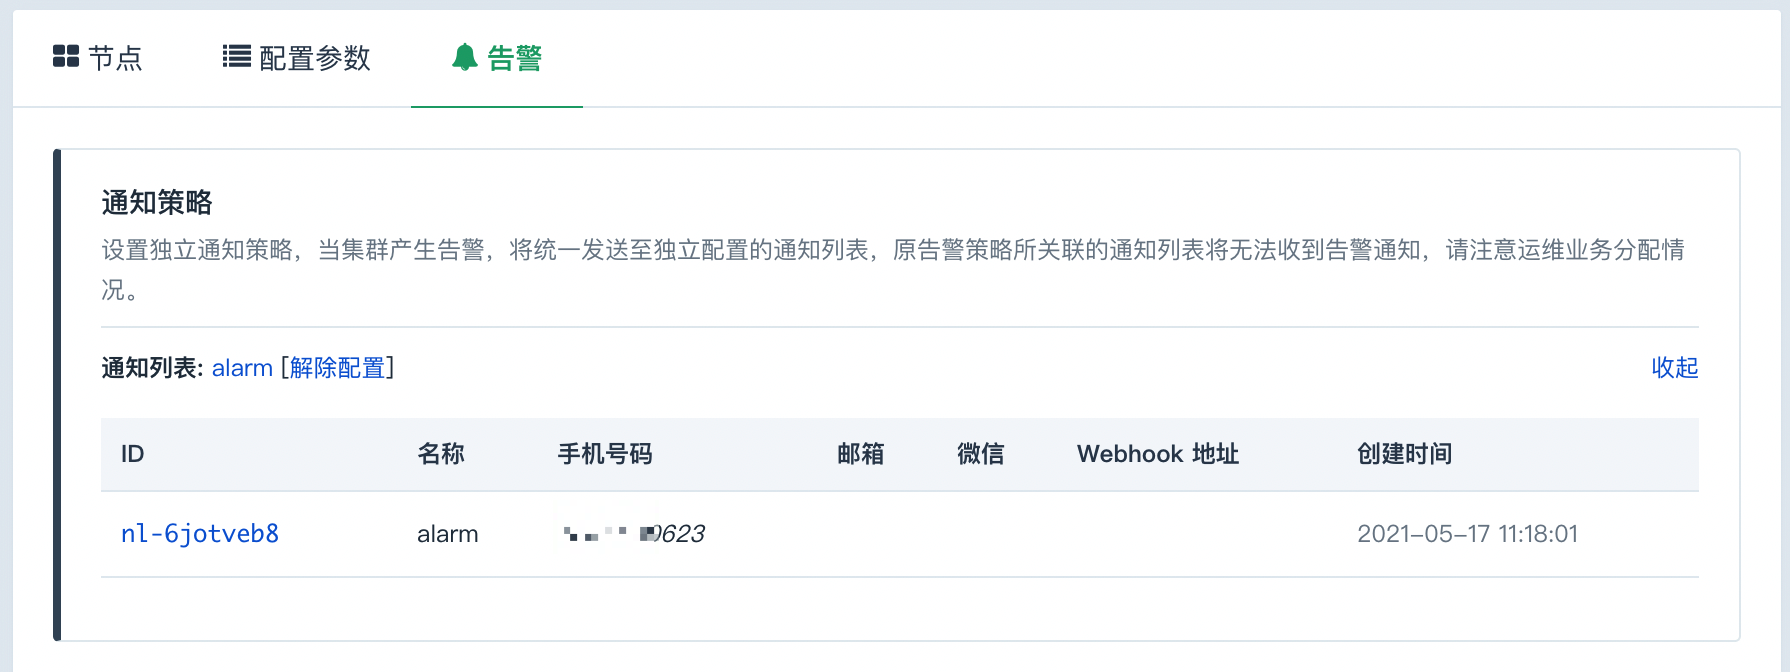 节点 配置参数 告警
通知策略
设置独立通知策略，当集群产生告警，将统一发送至独立配置的通知列表，原告警策略所关联的通知列表将无法收到告警通知，请注意运维业务分配情
况。
通知列表: alarm [解除配置] 收起
ID 名称 手机号码 邮箱 微信 Webhook 地址 创建时间
nl-6jotveb8 alarm 0623 2021-05-17 11:18:01